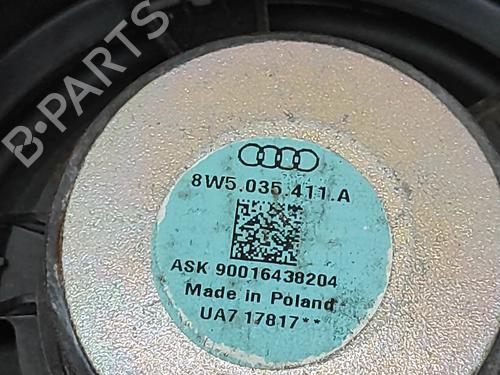 B-PARTS
8W5.035.411.A
ASK 90016438204
Made in Poland
UA7 17817**